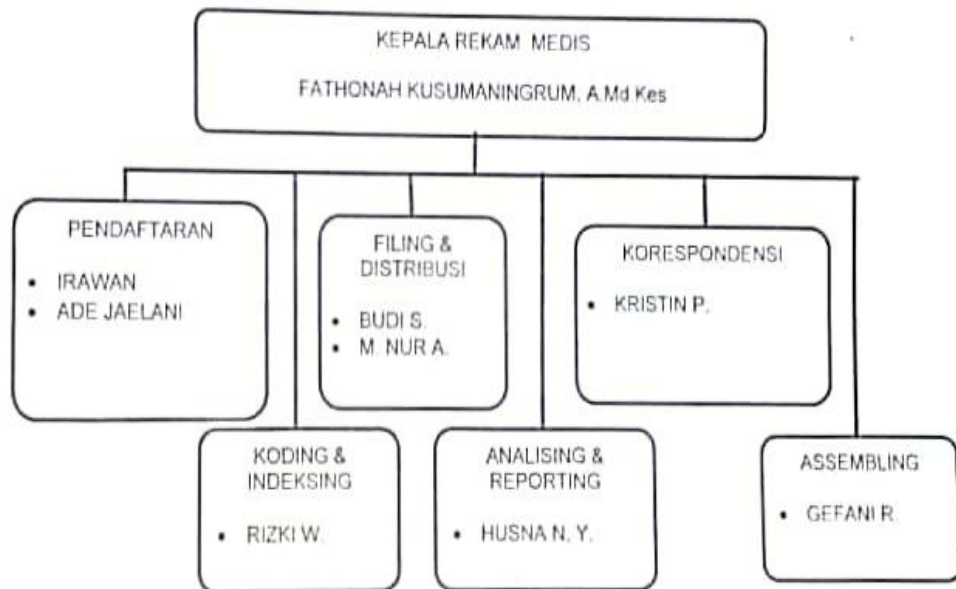 KEPALA REKAM MEDIS
FATHONAH KUSUMANINGRUM, A.Md.Kes
PENDAFTARAN
• IRAWAN
• ADE JAELANI
FILING &
DISTRIBUSI
• BUDI S.
• M. NUR A.
KORESPONDENSI
• KRISTIN P.
KODING &
INDEKSING
• RIZKI W.
ANALISING &
REPORTING
• HUSNA N. Y.
ASSEMBLING
• GEFANI R.